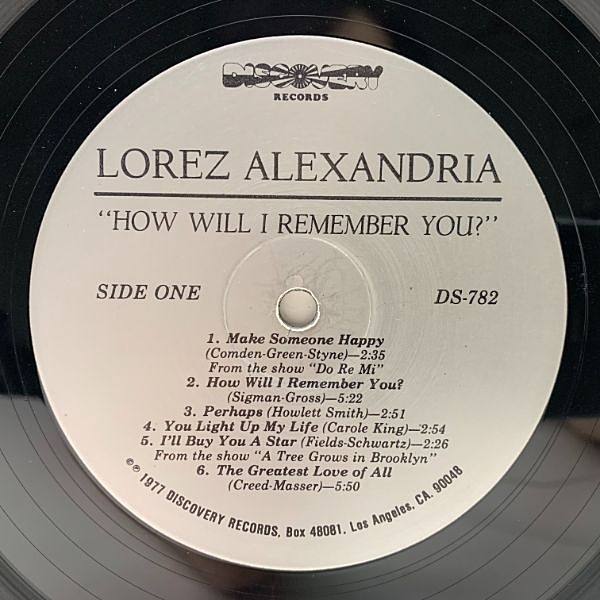 DISCOVERY
RECORDS
LOREZ ALEXANDRIA
"HOW WILL I REMEMBER YOU?"
SIDE ONE DS-782
1. Make Someone Happy
(Comden-Green-Styne)—2:35
From the show "Do Re Mi"
2. How Will I Remember You?
(Sigman-Gross)—5:22
3. Perhaps (Howlett Smith)—2:51
4. You Light Up My Life (Carole King)—2:54
5. I'll Buy You A Star (Fields-Schwartz)—2:26
From the show "A Tree Grows in Brooklyn"
6. The Greatest Love of All
(Creed-Masser)—5:50
©℗ 1977 DISCOVERY RECORDS, Box 48081, Los Angeles, CA. 90048